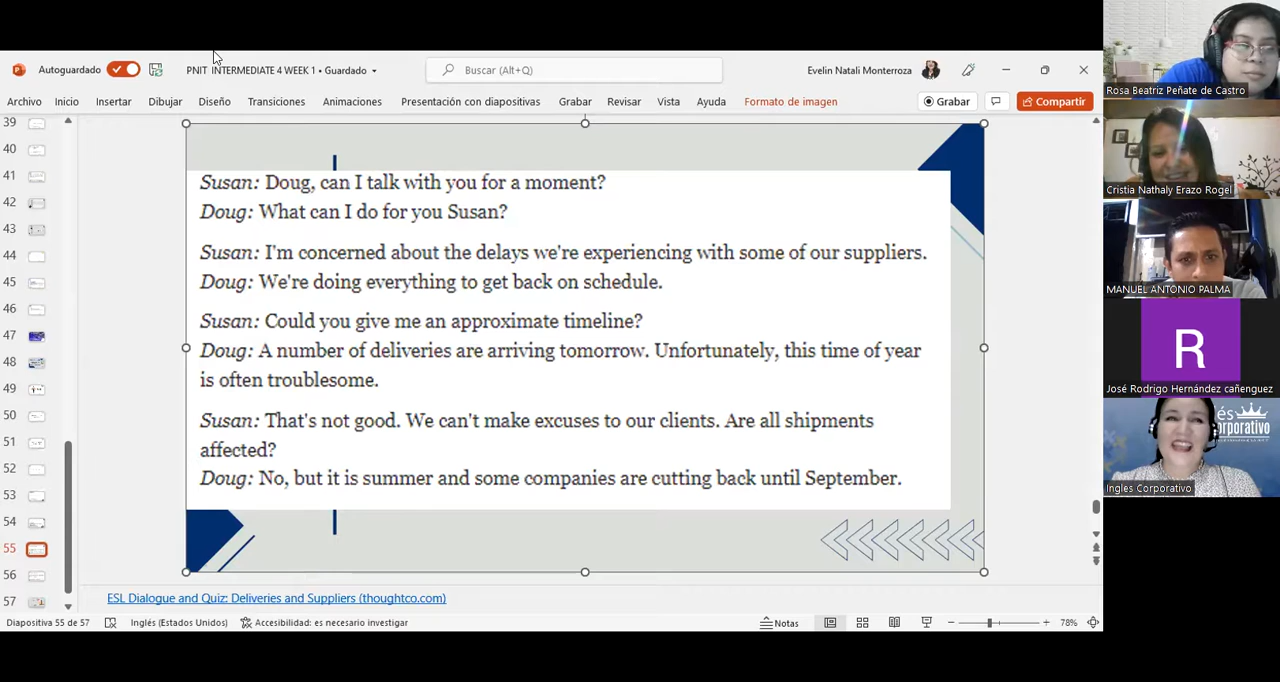 Autoguardado
PNIT INTERMEDIATE 4 WEEK 1 • Guardado
Buscar (Alt+Q)
Evelin Natali Monterroza
Archivo Inicio Insertar Dibujar Diseño Transiciones Animaciones Presentación con diapositivas Grabar Revisar Vista Ayuda Formato de imagen
Grabar
Compartir
39
40
41
42
43
44
45
46
47
48
49
50
51
52
53
54
55
56
57
Susan: Doug, can I talk with you for a moment?
Doug: What can I do for you Susan?
Susan: I'm concerned about the delays we're experiencing with some of our suppliers.
Doug: We're doing everything to get back on schedule.
Susan: Could you give me an approximate timeline?
Doug: A number of deliveries are arriving tomorrow. Unfortunately, this time of year
is often troublesome.
Susan: That's not good. We can't make excuses to our clients. Are all shipments
affected?
Doug: No, but it is summer and some companies are cutting back until September.
ESL Dialogue and Quiz: Deliveries and Suppliers (thoughtco.com)
Diapositiva 55 de 57
Inglés (Estados Unidos)
Accesibilidad: es necesario investigar
Notas
78%
Rosa Beatriz Peñate de Castro
Cristia Nathaly Erazo Rogel
MANUEL ANTONIO PALMA
R
José Rodrigo Hernández cañenguez
és
orporativo
Ingles Corporativo